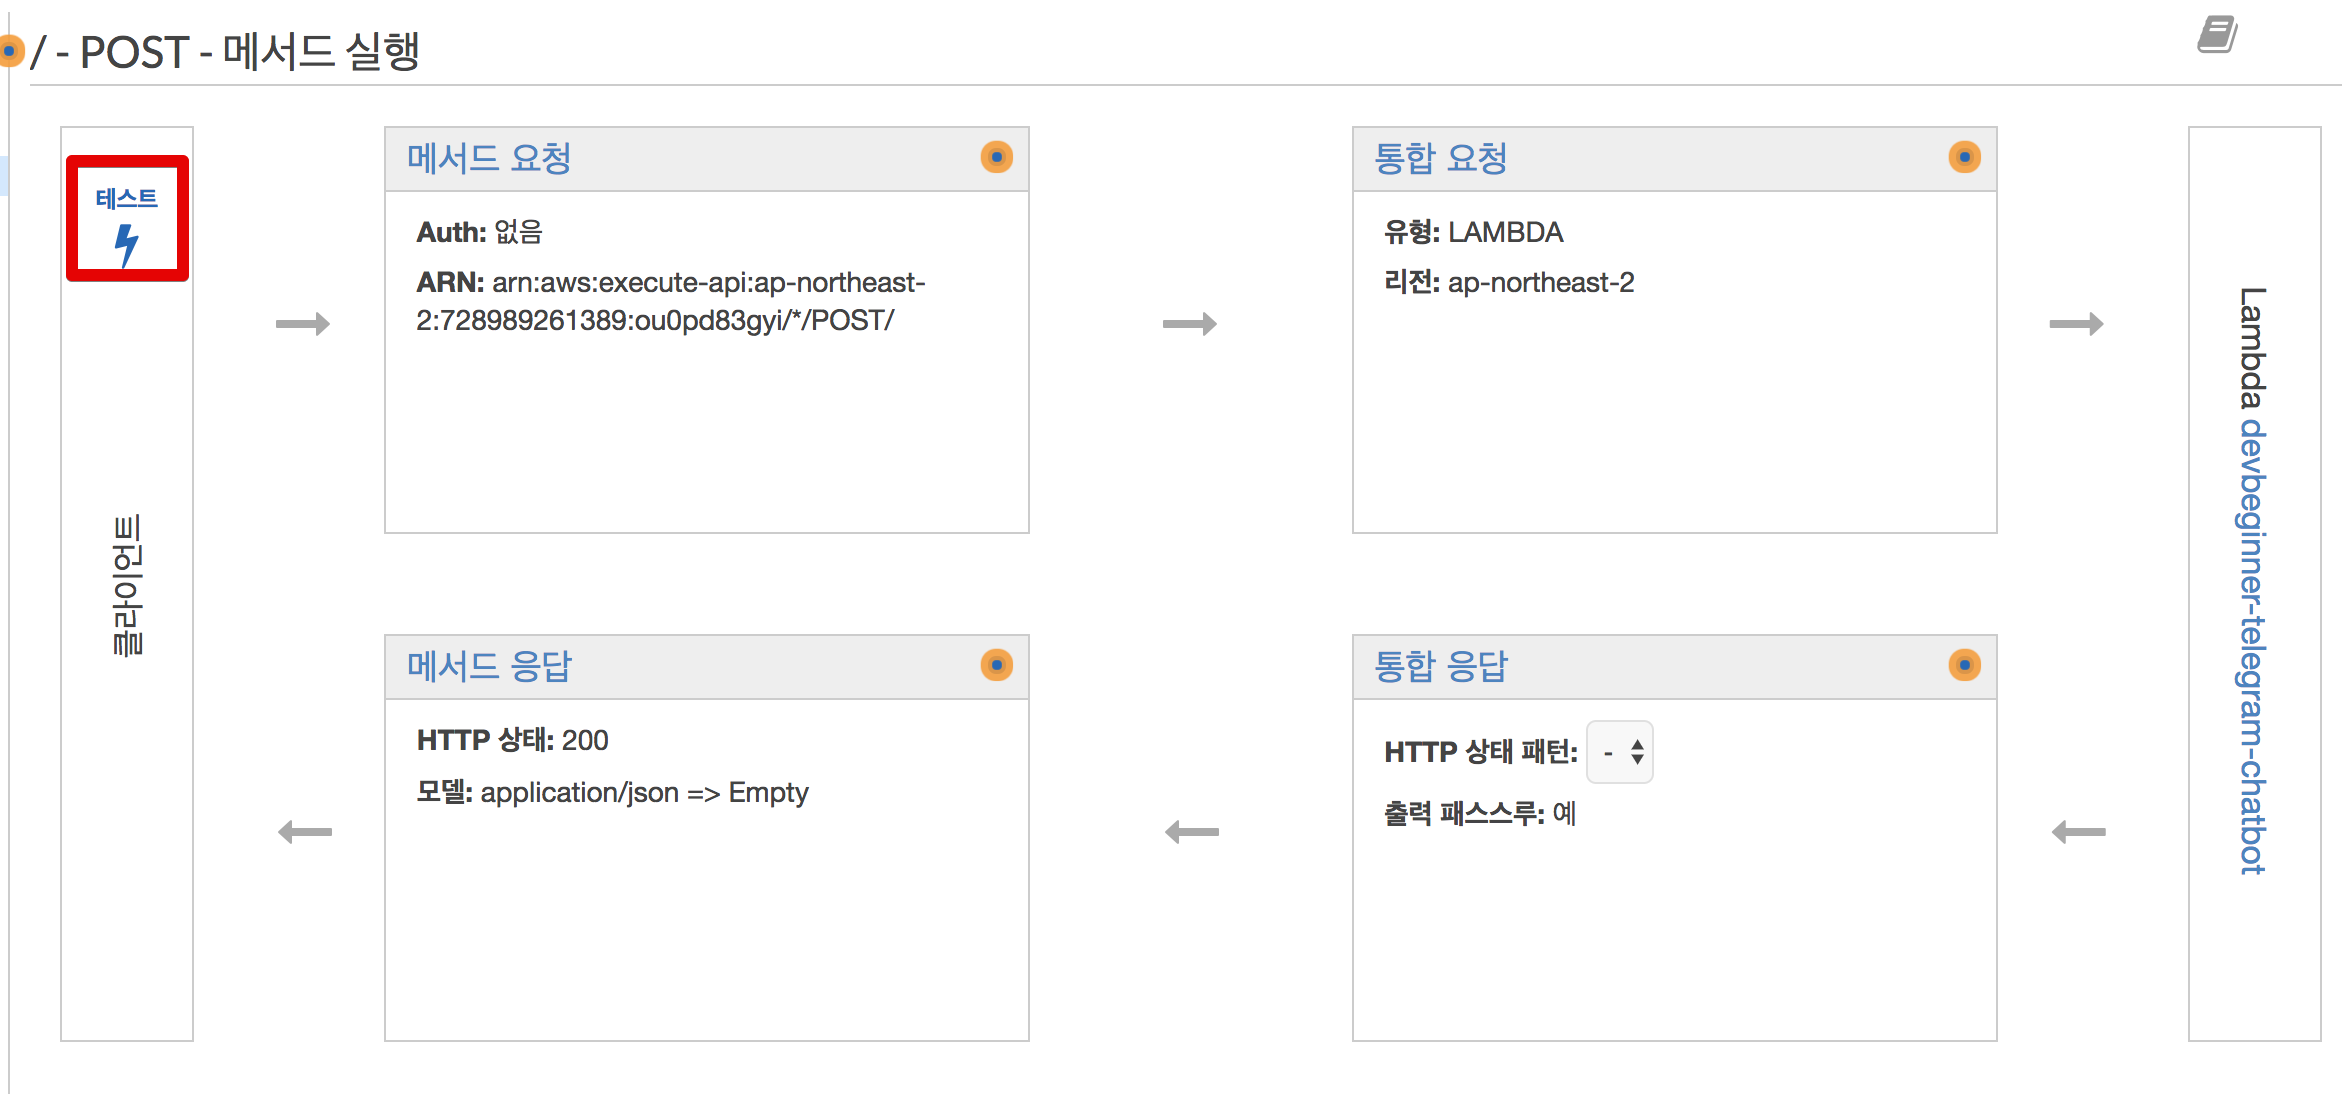 / - POST - 메서드 실행
테스트
클라이언트
메서드 요청
Auth: 없음
ARN: arn:aws:execute-api:ap-northeast-
2:728989261389:ou0pd83gyi/*/POST/
통합 요청
유형: LAMBDA
리전: ap-northeast-2
Lambda devbeginner-telegram-chatbot
메서드 응답
HTTP 상태: 200
모델: application/json => Empty
통합 응답
HTTP 상태 패턴: -
출력 패스스루: 예